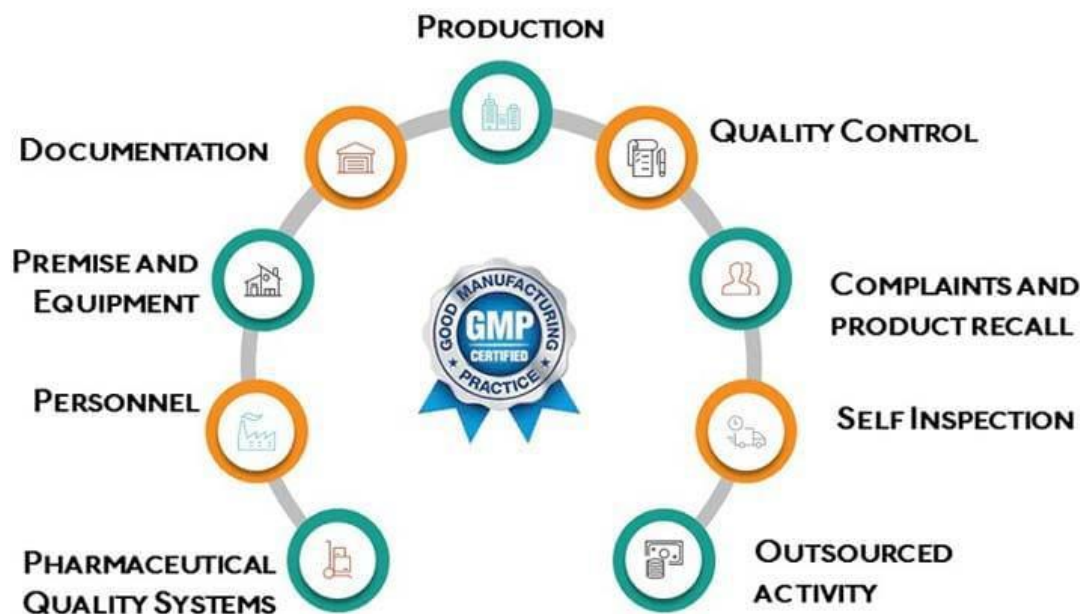 PRODUCTION
DOCUMENTATION
QUALITY CONTROL
PREMISE AND
EQUIPMENT
COMPLAINTS AND
PRODUCT RECALL
GOOD MANUFACTURING
GMP
CERTIFIED
PRACTICE
PERSONNEL
SELF INSPECTION
PHARMACEUTICAL
QUALITY SYSTEMS
OUTSOURCED
ACTIVITY